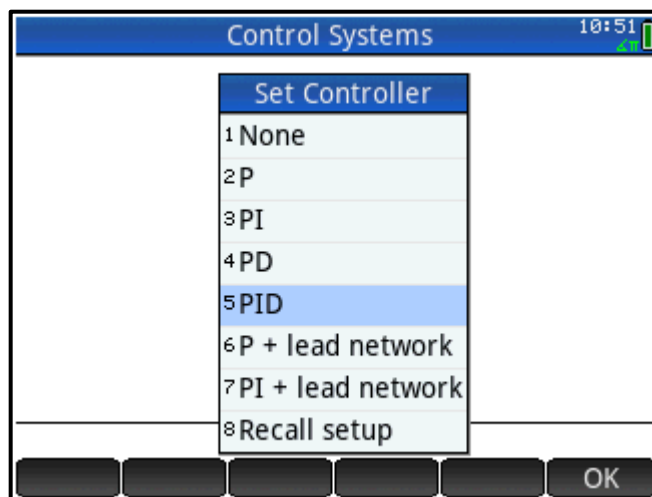 Control Systems
10:51
∡π
Set Controller
1 None
2 P
3 PI
4 PD
5 PID
6 P + lead network
7 PI + lead network
8 Recall setup
OK